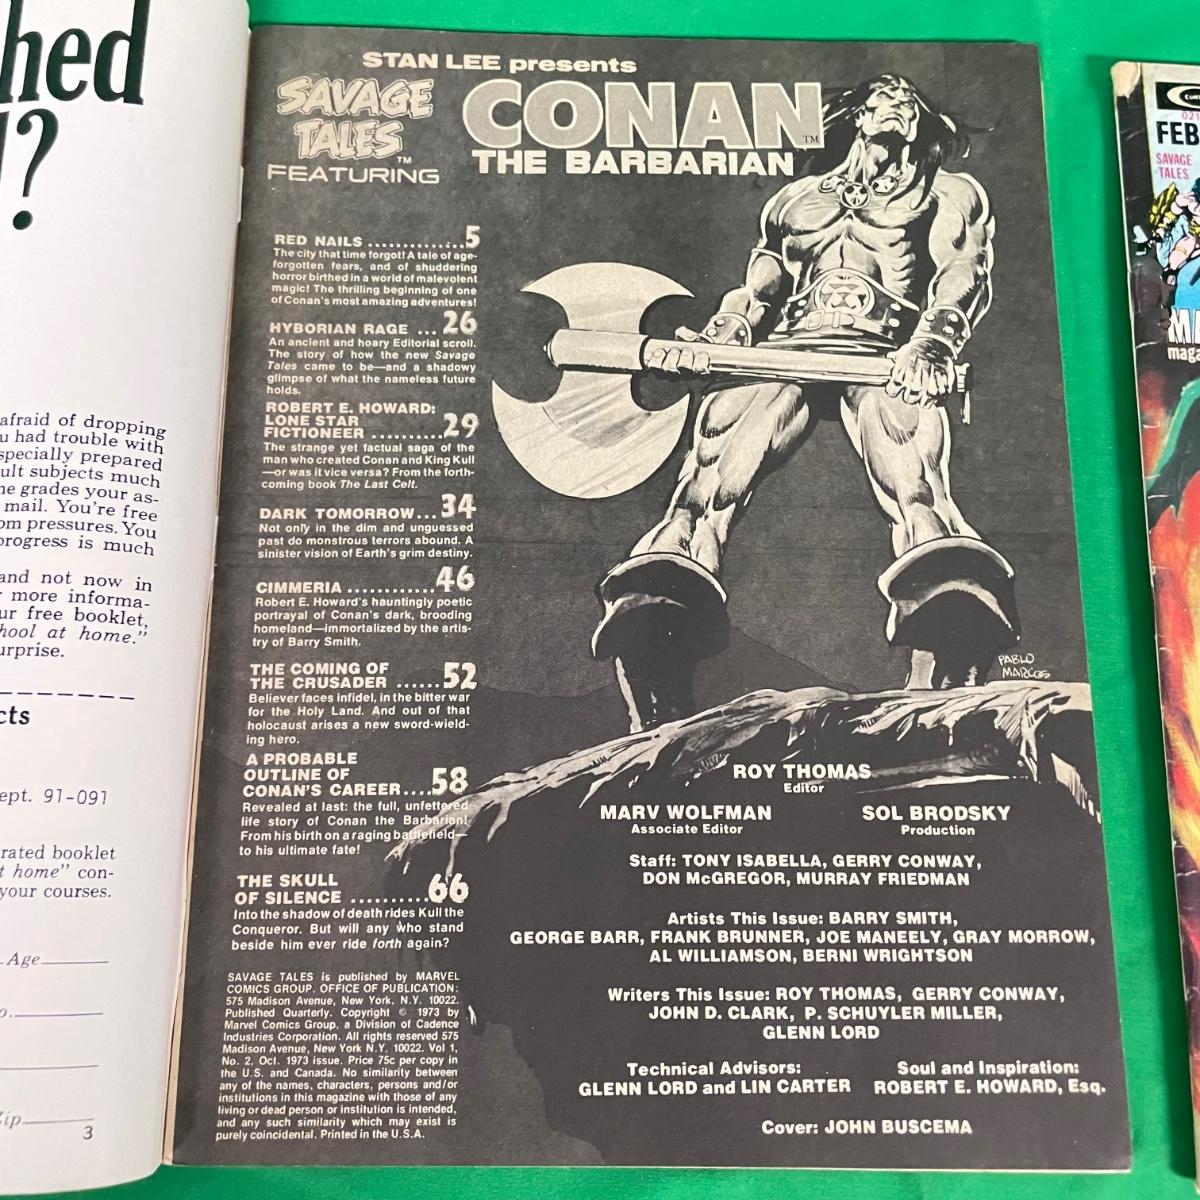 hed
?
afraid of dropping
u had trouble with
specially prepared
ult subjects much
ne grades your as-
mail. You're free
om pressures. You
progress is much
and not now in
more informa-
ur free booklet,
hool at home."
urprise.
cts
ept. 91-091
rated booklet
t home" con-
your courses.
Age
Zip
3
STAN LEE presents
SAVAGE
TALES™
FEATURING
CONAN™
THE BARBARIAN
RED NAILS .............5
The city that time forgot! A tale of age-
forgotten fears, and of shuddering
horror birthed in a world of malevolent
magic! The thrilling beginning of one
of Conan's most amazing adventures!
HYBORIAN RAGE ...26
An ancient and hoary Editorial scroll.
The story of how the new Savage
Tales came to be—and a shadowy
glimpse of what the nameless future
holds.
ROBERT E. HOWARD:
LONE STAR
FICTIONEER ..........29
The strange yet factual saga of the
man who created Conan and King Kull
—or was it vice versa? From the forth-
coming book The Last Celt.
DARK TOMORROW...34
Not only in the dim and unguessed
past do monstrous terrors abound. A
sinister vision of Earth's grim destiny.
CIMMERIA ............46
Robert E. Howard's hauntingly poetic
portrayal of Conan's dark, brooding
homeland—immortalized by the artis-
try of Barry Smith.
THE COMING OF
THE CRUSADER ......52
Believer faces infidel, in the bitter war
for the Holy Land. And out of that
holocaust arises a new sword-wield-
ing hero.
A PROBABLE
OUTLINE OF
CONAN'S CAREER....58
Revealed at last: the full, unfettered
life story of Conan the Barbarian!
From his birth on a raging battlefield—
to his ultimate fate!
THE SKULL
OF SILENCE ..........66
Into the shadow of death rides Kull the
Conqueror. But will any who stand
beside him ever ride forth again?
SAVAGE TALES is published by MARVEL
COMICS GROUP. OFFICE OF PUBLICATION:
575 Madison Avenue, New York, N.Y. 10022.
Published Quarterly. Copyright © 1973 by
Marvel Comics Group, a Division of Cadence
Industries Corporation. All rights reserved 575
Madison Avenue, New York N.Y. 10022. Vol 1,
No. 2, Oct. 1973 issue. Price 75c per copy in
the U.S. and Canada. No similarity between
any of the names, characters, persons and/or
institutions in this magazine with those of any
living or dead person or institution is intended,
and any such similarity which may exist is
purely coincidental. Printed in the U.S.A.
PABLO
MARCOS
ROY THOMAS
Editor
MARV WOLFMAN
Associate Editor
SOL BRODSKY
Production
Staff: TONY ISABELLA, GERRY CONWAY,
DON McGREGOR, MURRAY FRIEDMAN
Artists This Issue: BARRY SMITH,
GEORGE BARR, FRANK BRUNNER, JOE MANEELY, GRAY MORROW,
AL WILLIAMSON, BERNI WRIGHTSON
Writers This Issue: ROY THOMAS, GERRY CONWAY,
JOHN D. CLARK, P. SCHUYLER MILLER,
GLENN LORD
Technical Advisors:
GLENN LORD and LIN CARTER
Soul and Inspiration:
ROBERT E. HOWARD, Esq.
Cover: JOHN BUSCEMA
FEB
SAVAGE
TALES
maga